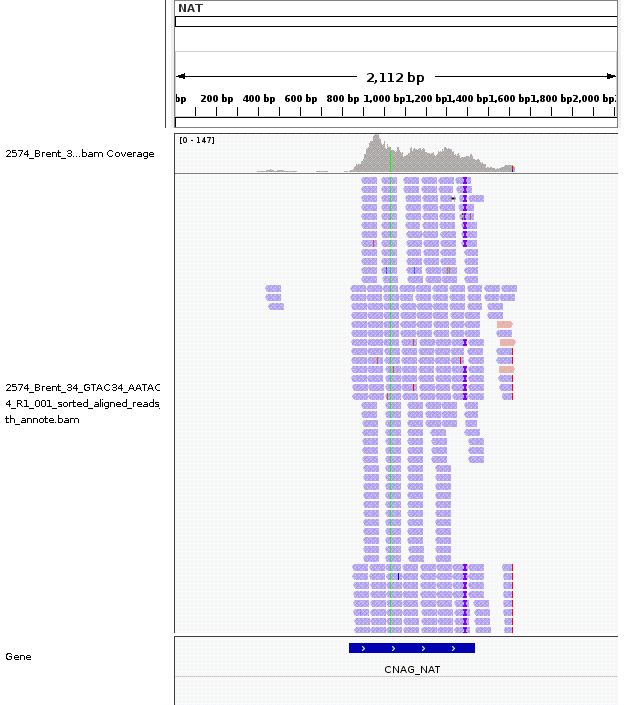 NAT
2,112 bp
bp 200 bp 400 bp 600 bp 800 bp 1,000 bp 1,200 bp 1,400 bp 1,600 bp 1,800 bp 2,000 bp
[0 - 147]
2574_Brent_3...bam Coverage
2574_Brent_34_GTAC34_AATAC
4_R1_001_sorted_aligned_reads_
th_annote.bam
Gene
CNAG_NAT